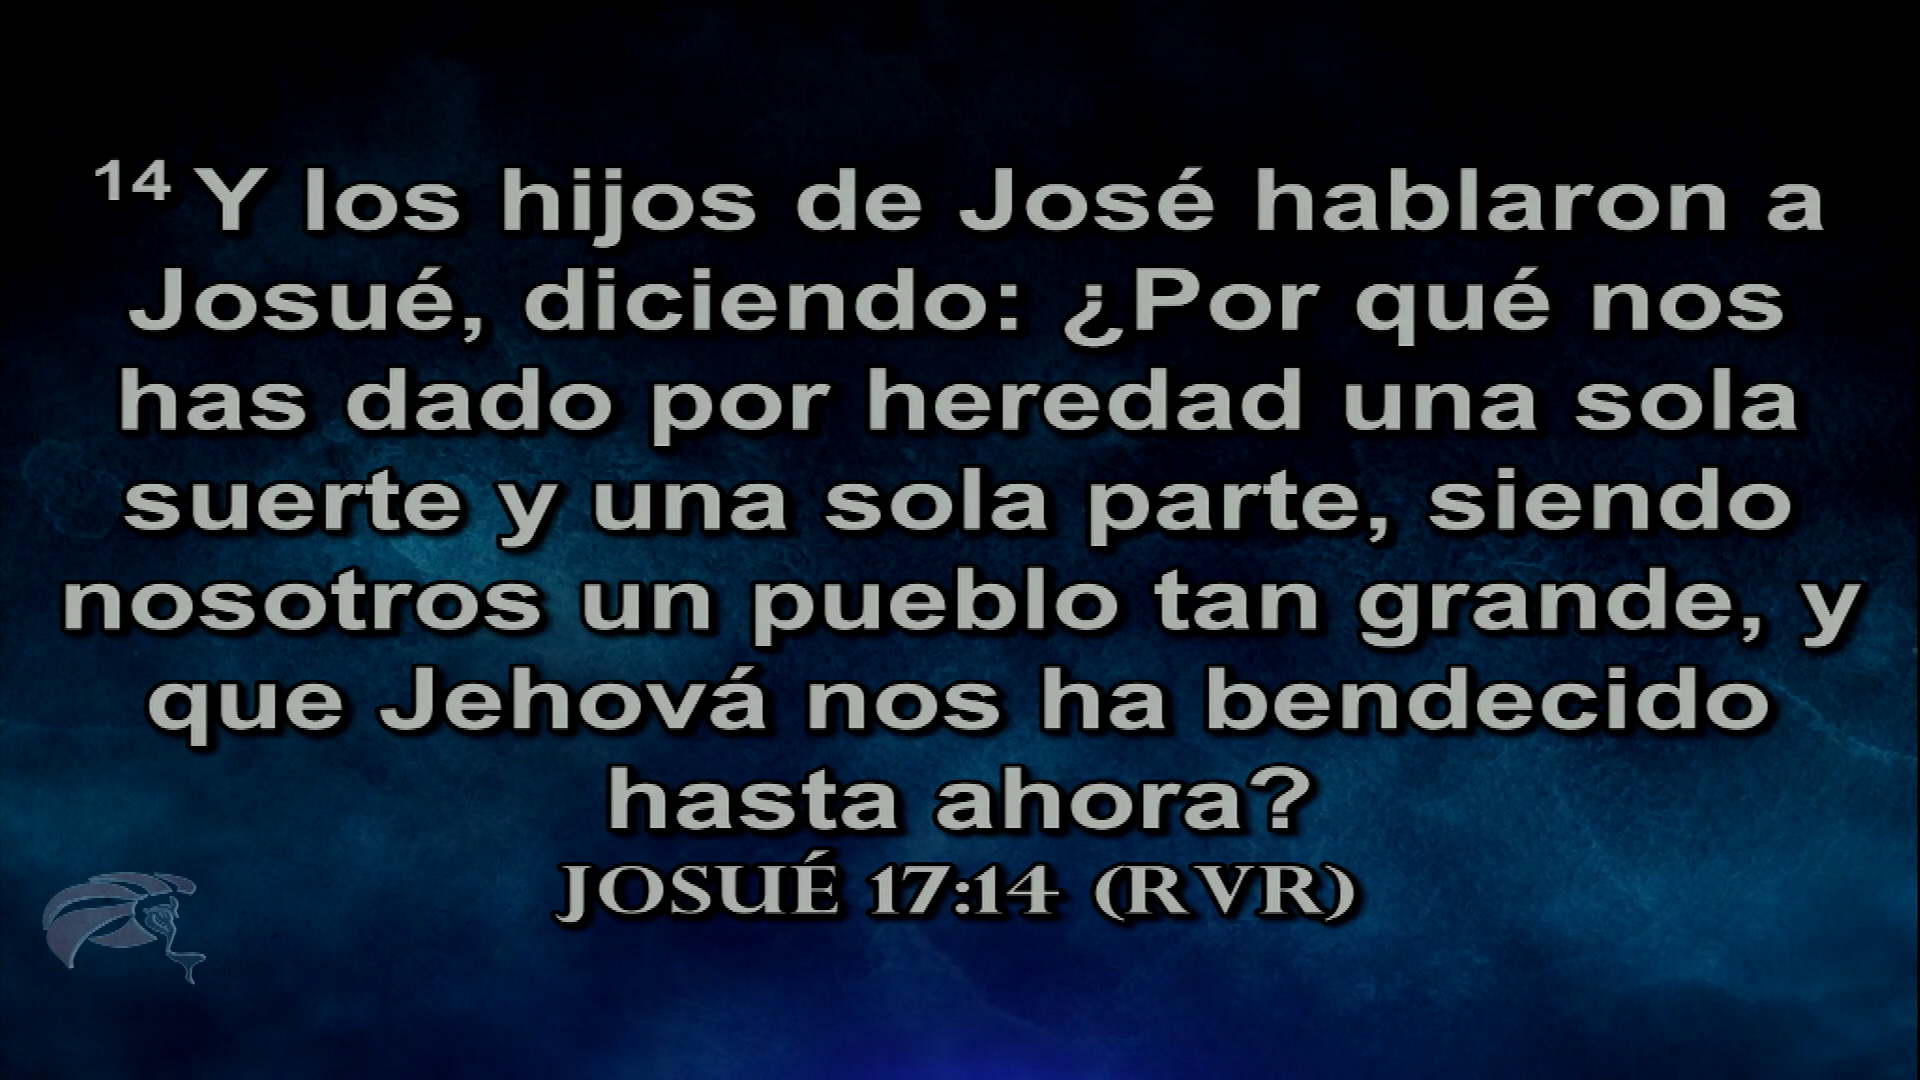 14 Y los hijos de José hablaron a
Josué, diciendo: ¿Por qué nos
has dado por heredad una sola
suerte y una sola parte, siendo
nosotros un pueblo tan grande, y
que Jehová nos ha bendecido
hasta ahora?
JOSUÉ 17:14 (RVR)